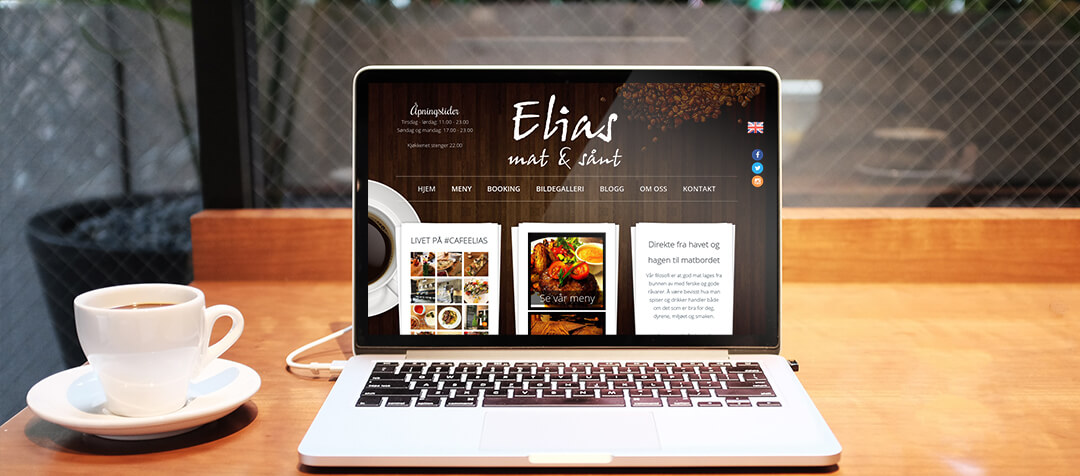 Åpningstider
Tirsdag - lørdag: 11:00 - 23:00
Søndag og mandag: 17:00 - 23:00
Kjøkkenet stenger 22:00
Elias
mat & sånt
HJEM MENY BOOKING BILDEGALLERI BLOGG OM OSS KONTAKT
LIVET PÅ #CAFEELIAS
Se vår meny
Direkte fra havet og
hagen til matbordet
Vår filosofi er at god mat lages fra
bunnen av med ferske og gode
råvarer. Å være bevisst hva man
spiser og drikker handler både
om det som er bra for deg,
dyrene, miljøet og smaken.